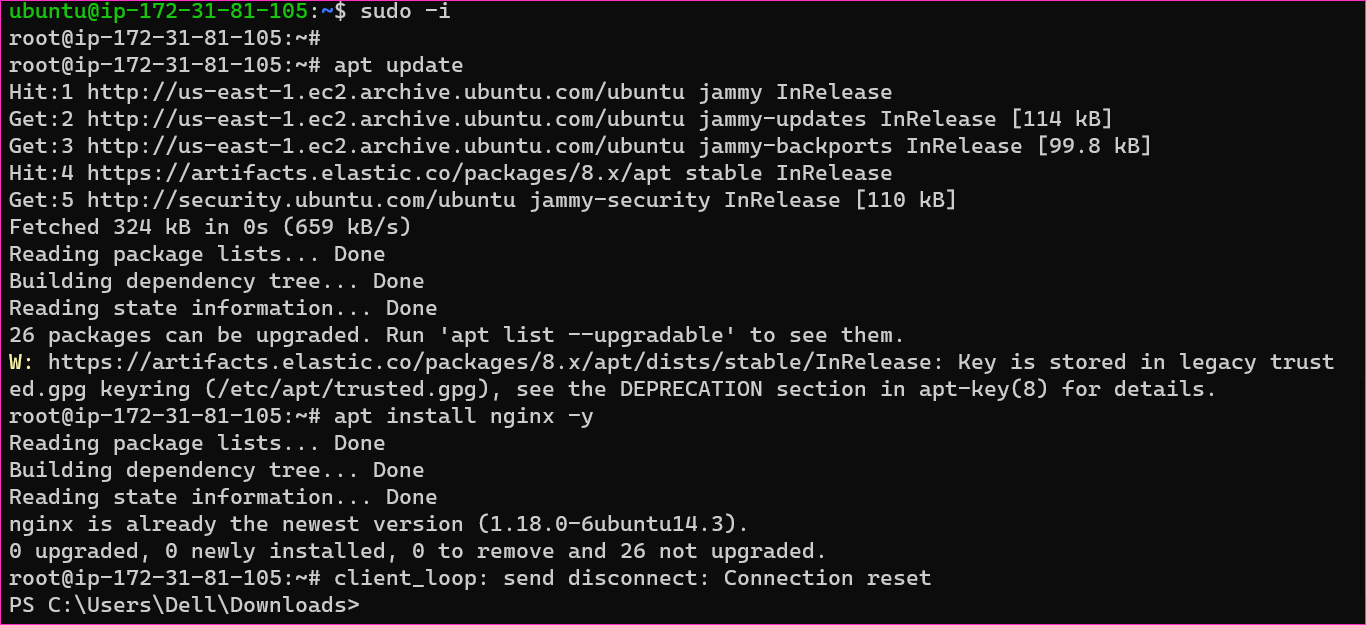 ubuntu@ip-172-31-81-105:~$ sudo -i
root@ip-172-31-81-105:~#
root@ip-172-31-81-105:~# apt update
Hit:1 http://us-east-1.ec2.archive.ubuntu.com/ubuntu jammy InRelease
Get:2 http://us-east-1.ec2.archive.ubuntu.com/ubuntu jammy-updates InRelease [114 kB]
Get:3 http://us-east-1.ec2.archive.ubuntu.com/ubuntu jammy-backports InRelease [99.8 kB]
Hit:4 https://artifacts.elastic.co/packages/8.x/apt stable InRelease
Get:5 http://security.ubuntu.com/ubuntu jammy-security InRelease [110 kB]
Fetched 324 kB in 0s (659 kB/s)
Reading package lists... Done
Building dependency tree... Done
Reading state information... Done
26 packages can be upgraded. Run 'apt list --upgradable' to see them.
W: https://artifacts.elastic.co/packages/8.x/apt/dists/stable/InRelease: Key is stored in legacy trust
ed.gpg keyring (/etc/apt/trusted.gpg), see the DEPRECATION section in apt-key(8) for details.
root@ip-172-31-81-105:~# apt install nginx -y
Reading package lists... Done
Building dependency tree... Done
Reading state information... Done
nginx is already the newest version (1.18.0-6ubuntu14.3).
0 upgraded, 0 newly installed, 0 to remove and 26 not upgraded.
root@ip-172-31-81-105:~# client_loop: send disconnect: Connection reset
PS C:\Users\Dell\Downloads>